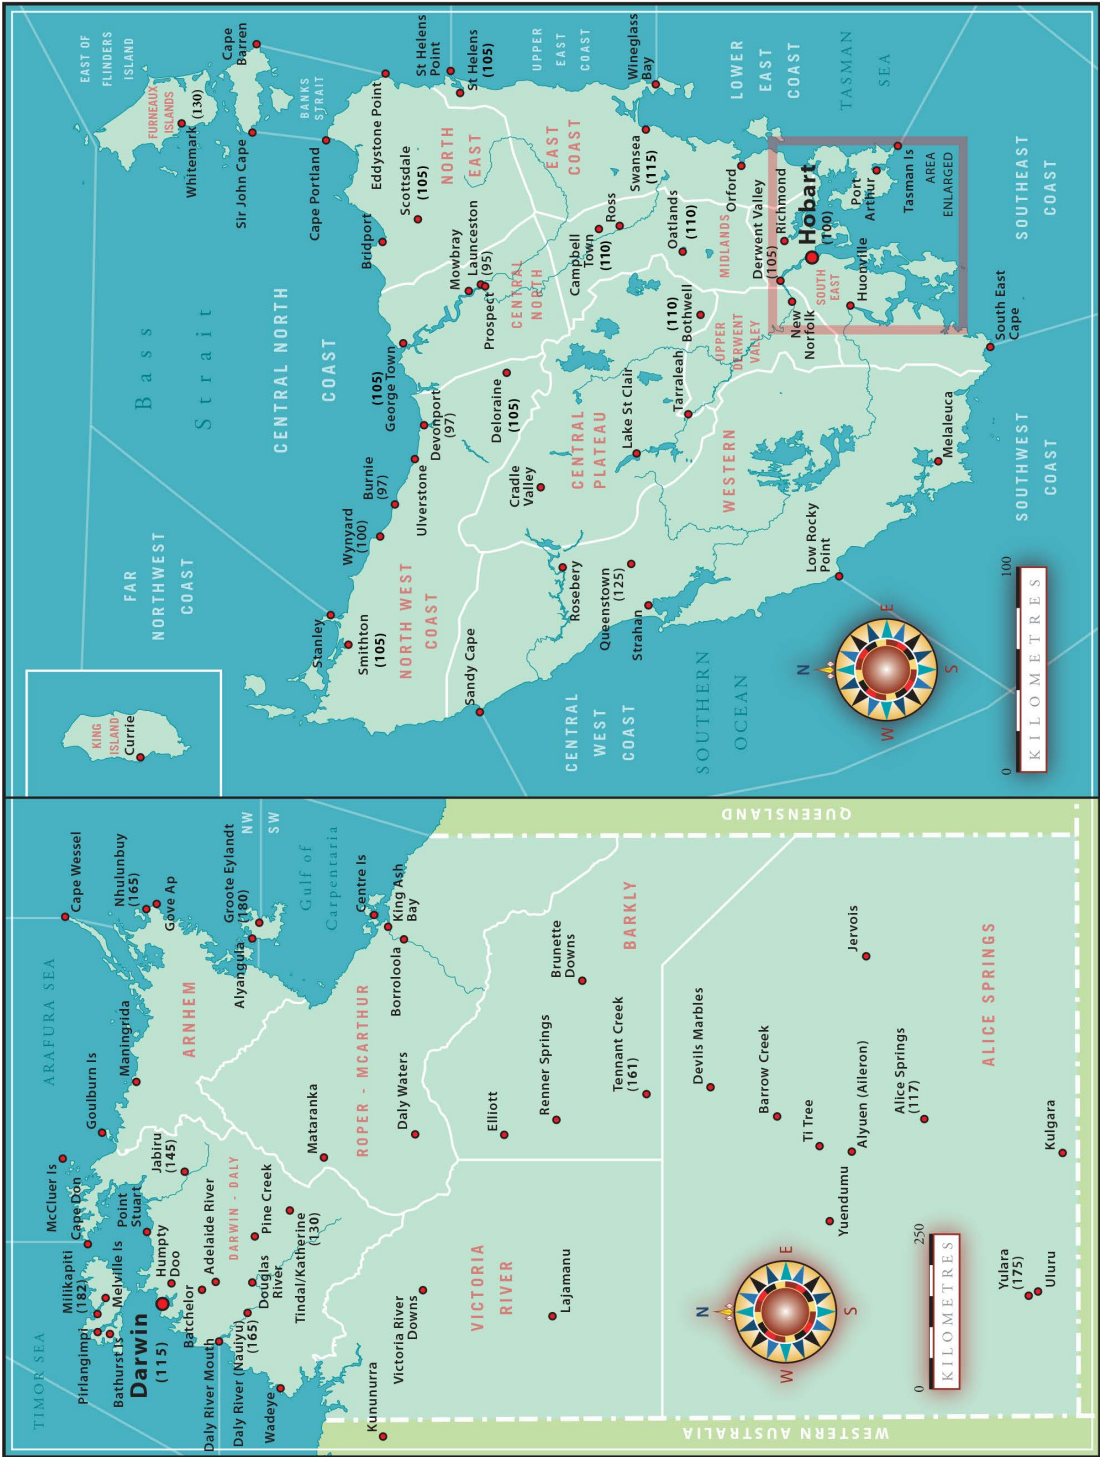 TIMOR SEA
ARAFURA SEA
McCluer Is
Cape Don
Milikapiti
(182)
Melville Is
Pirlangimpi
Bathurst Is
Darwin
(115)
Point
Stuart
Humpty
Doo
Batchelor
Adelaide River
Jabiru
(145)
Goulburn Is
Maningrida
Cape Wessel
Nhulunbuy
(165)
Gove Ap
ARNHEM
DARWIN - DALY
Pine Creek
Douglas
River
Daly River Mouth
Daly River (Nauiyu)
(165)
Wadeye
Tindal/Katherine
(130)
Mataranka
Groote Eylandt
(180)
Alyangula
NW
SW
Gulf of
Carpentaria
Centre Is
King Ash
Bay
Borroloola
ROPER - MCARTHUR
Daly Waters
Kununurra
Victoria River
Downs
VICTORIA
RIVER
Lajamanu
Elliott
Renner Springs
Brunette
Downs
BARKLY
Tennant Creek
(161)
Devils Marbles
Barrow Creek
Ti Tree
Alyuen (Aileron)
Yuendumu
Alice Springs
(117)
Jervois
ALICE SPRINGS
Kulgara
Yulara
(175)
Uluru
N
E
S
W
0
250
KILOMETRES
WESTERN AUSTRALIA
QUEENSLAND
KING
ISLAND
Currie
FAR
NORTHWEST
COAST
Bass
Strait
CENTRAL NORTH
COAST
EAST OF
FLINDERS
ISLAND
FURNEAUX
ISLANDS
Whitemark (130)
Cape
Barren
Sir John Cape
BANKS
STRAIT
Cape Portland
Eddystone Point
St Helens
Point
St Helens
(105)
UPPER
EAST
COAST
Stanley
Smithton
(105)
Wynyard
(100)
Burnie
(97)
Ulverstone
Devonport
(97)
(105)
George Town
Bridport
Scottsdale
(105)
NORTH
EAST
Mowbray
Launceston
(95)
Prospect
CENTRAL
NORTH
Deloraine
(105)
NORTH WEST
COAST
Sandy Cape
Cradle
Valley
CENTRAL
PLATEAU
Rosebery
Queenstown
(125)
Strahan
Lake St Clair
Tarraleah
(110)
Bothwell
UPPER
DERWENT
VALLEY
Campbell
Town
(110)
Ross
EAST
COAST
Swansea
(115)
Wineglass
Bay
Oatlands
(110)
MIDLANDS
Orford
LOWER
EAST
COAST
TASMAN
SEA
Derwent Valley
(105)
Richmond
Hobart
(100)
New
Norfolk
SOUTH
EAST
Huonville
Port
Arthur
Tasman Is
AREA
ENLARGED
WESTERN
Low Rocky
Point
Melaleuca
South East
Cape
CENTRAL
WEST
COAST
SOUTHERN
OCEAN
SOUTHWEST
COAST
SOUTHEAST
COAST
N
E
S
W
0
100
KILOMETRES